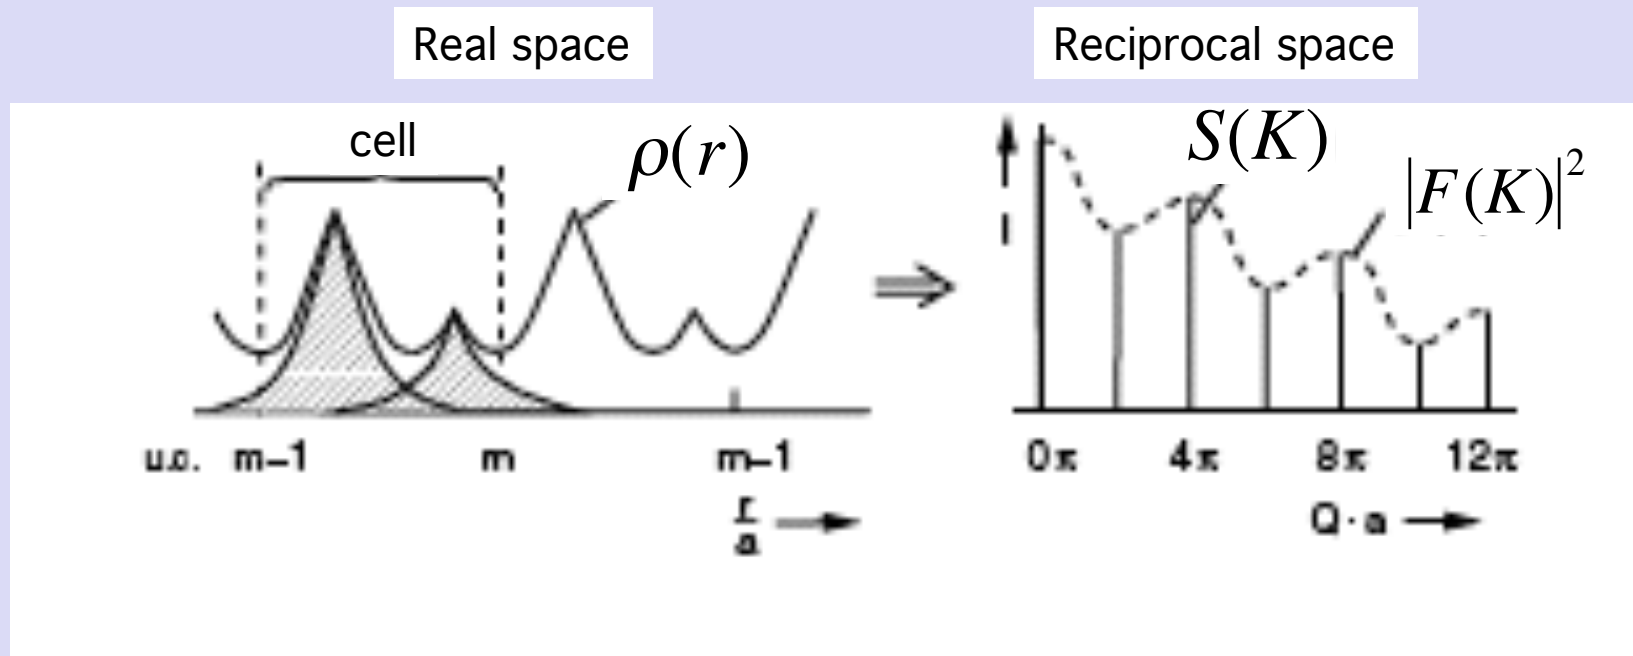 Real space
Reciprocal space
cell
ρ(r)
S(K)
|F(K)|²
I
u.c. m–1 m m–1
r
a
0π 4π 8π 12π
Q · a